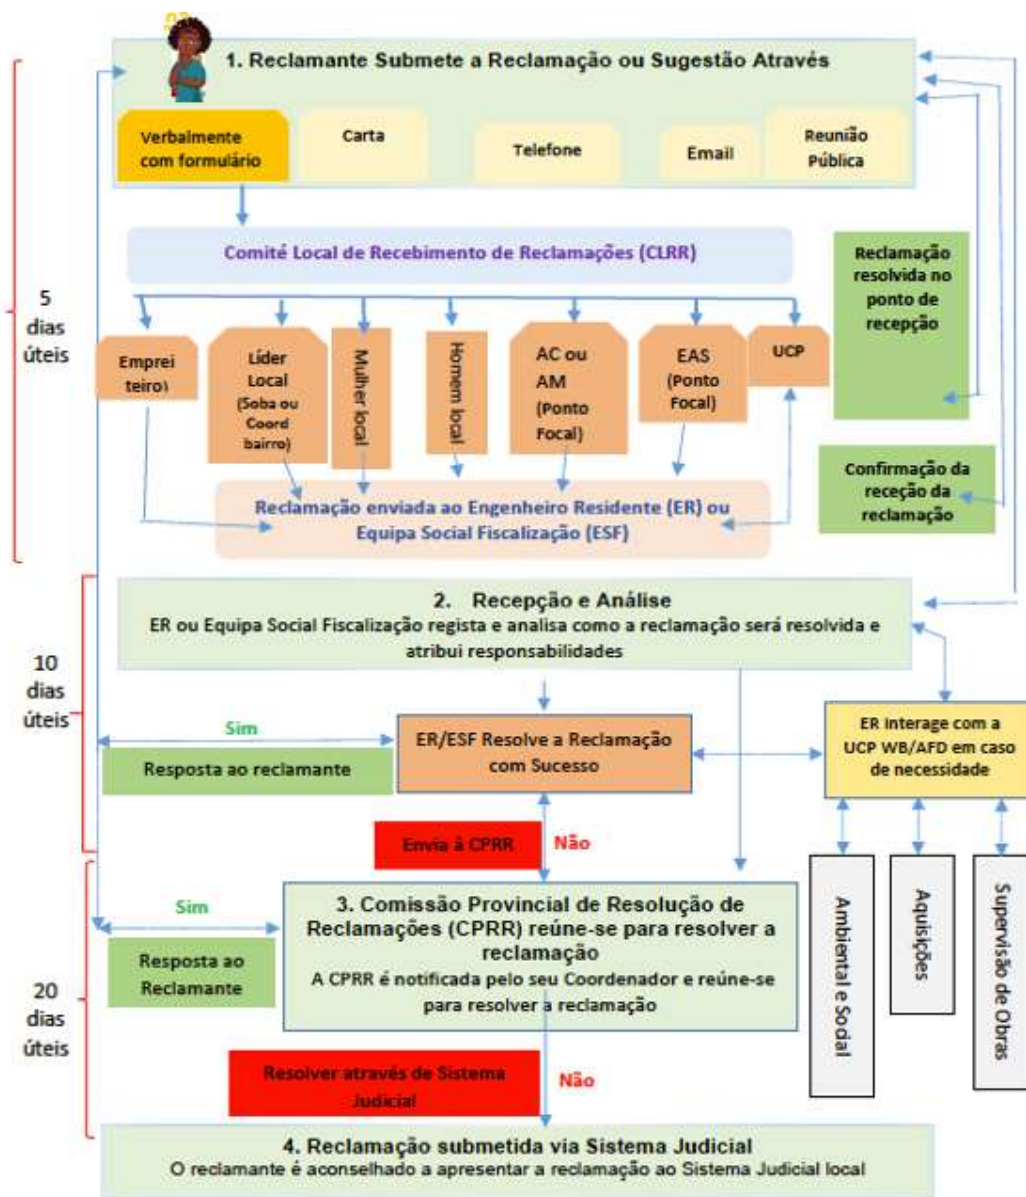 1. Reclamante Submete a Reclamação ou Sugestão Através
Verbalmente
com formulário
Carta
Telefone
Email
Reunião
Pública
Comité Local de Recebimento de Reclamações (CLRR)
Reclamação
resolvida no
ponto de
recepção
5
dias
úteis
Emprei
teiro)
Líder
Local
(Soba ou
Coord
bairro)
Mulher local
Homem local
AC ou
AM
(Ponto
Focal)
EAS
(Ponto
Focal)
UCP
Confirmação da
receção da
reclamação
Reclamação enviada ao Engenheiro Residente (ER) ou
Equipa Social Fiscalização (ESF)
2. Recepção e Análise
ER ou Equipa Social Fiscalização regista e analisa como a reclamação será resolvida e
atribui responsabilidades
10
dias
úteis
Sim
Resposta ao reclamante
ER/ESF Resolve a Reclamação
com Sucesso
ER Interage com a
UCP WB/AFD em caso
de necessidade
Envia à CPRR
Não
Ambiental e Social
Aquisições
Supervisão de Obras
20
dias
úteis
Sim
Resposta ao
Reclamante
3. Comissão Provincial de Resolução de
Reclamações (CPRR) reúne-se para resolver a
reclamação
A CPRR é notificada pelo seu Coordenador e reúne-se
para resolver a reclamação
Resolver através de Sistema
Judicial
Não
4. Reclamação submetida via Sistema Judicial
O reclamante é aconselhado a apresentar a reclamação ao Sistema Judicial local